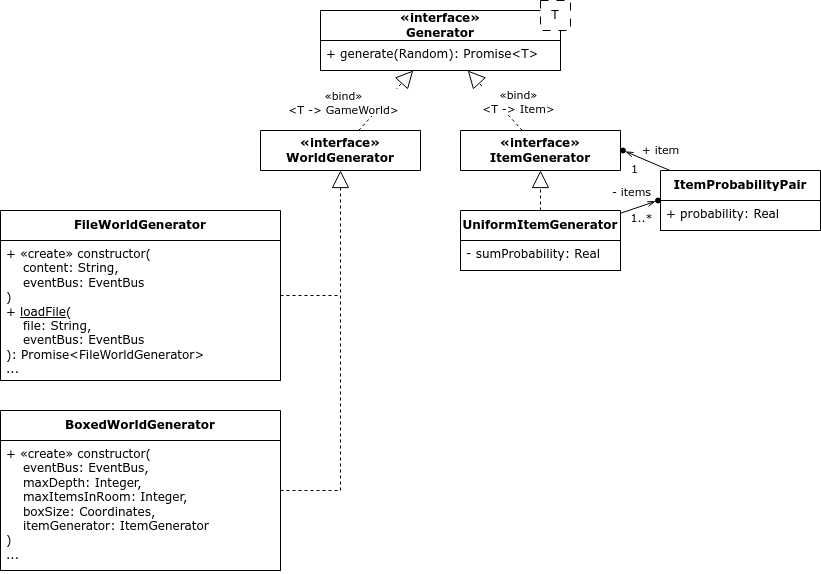 T
«interface»
Generator
+ generate(Random): Promise<T>
«bind»
<T -> GameWorld>
«bind»
<T -> Item>
«interface»
WorldGenerator
«interface»
ItemGenerator
+ item
1
ItemProbabilityPair
+ probability: Real
- items
1..*
UniformItemGenerator
- sumProbability: Real
FileWorldGenerator
+ «create» constructor(
content: String,
eventBus: EventBus
)
+ loadFile(
file: String,
eventBus: EventBus
): Promise<FileWorldGenerator>
...
BoxedWorldGenerator
+ «create» constructor(
eventBus: EventBus,
maxDepth: Integer,
maxItemsInRoom: Integer,
boxSize: Coordinates,
itemGenerator: ItemGenerator
)
...